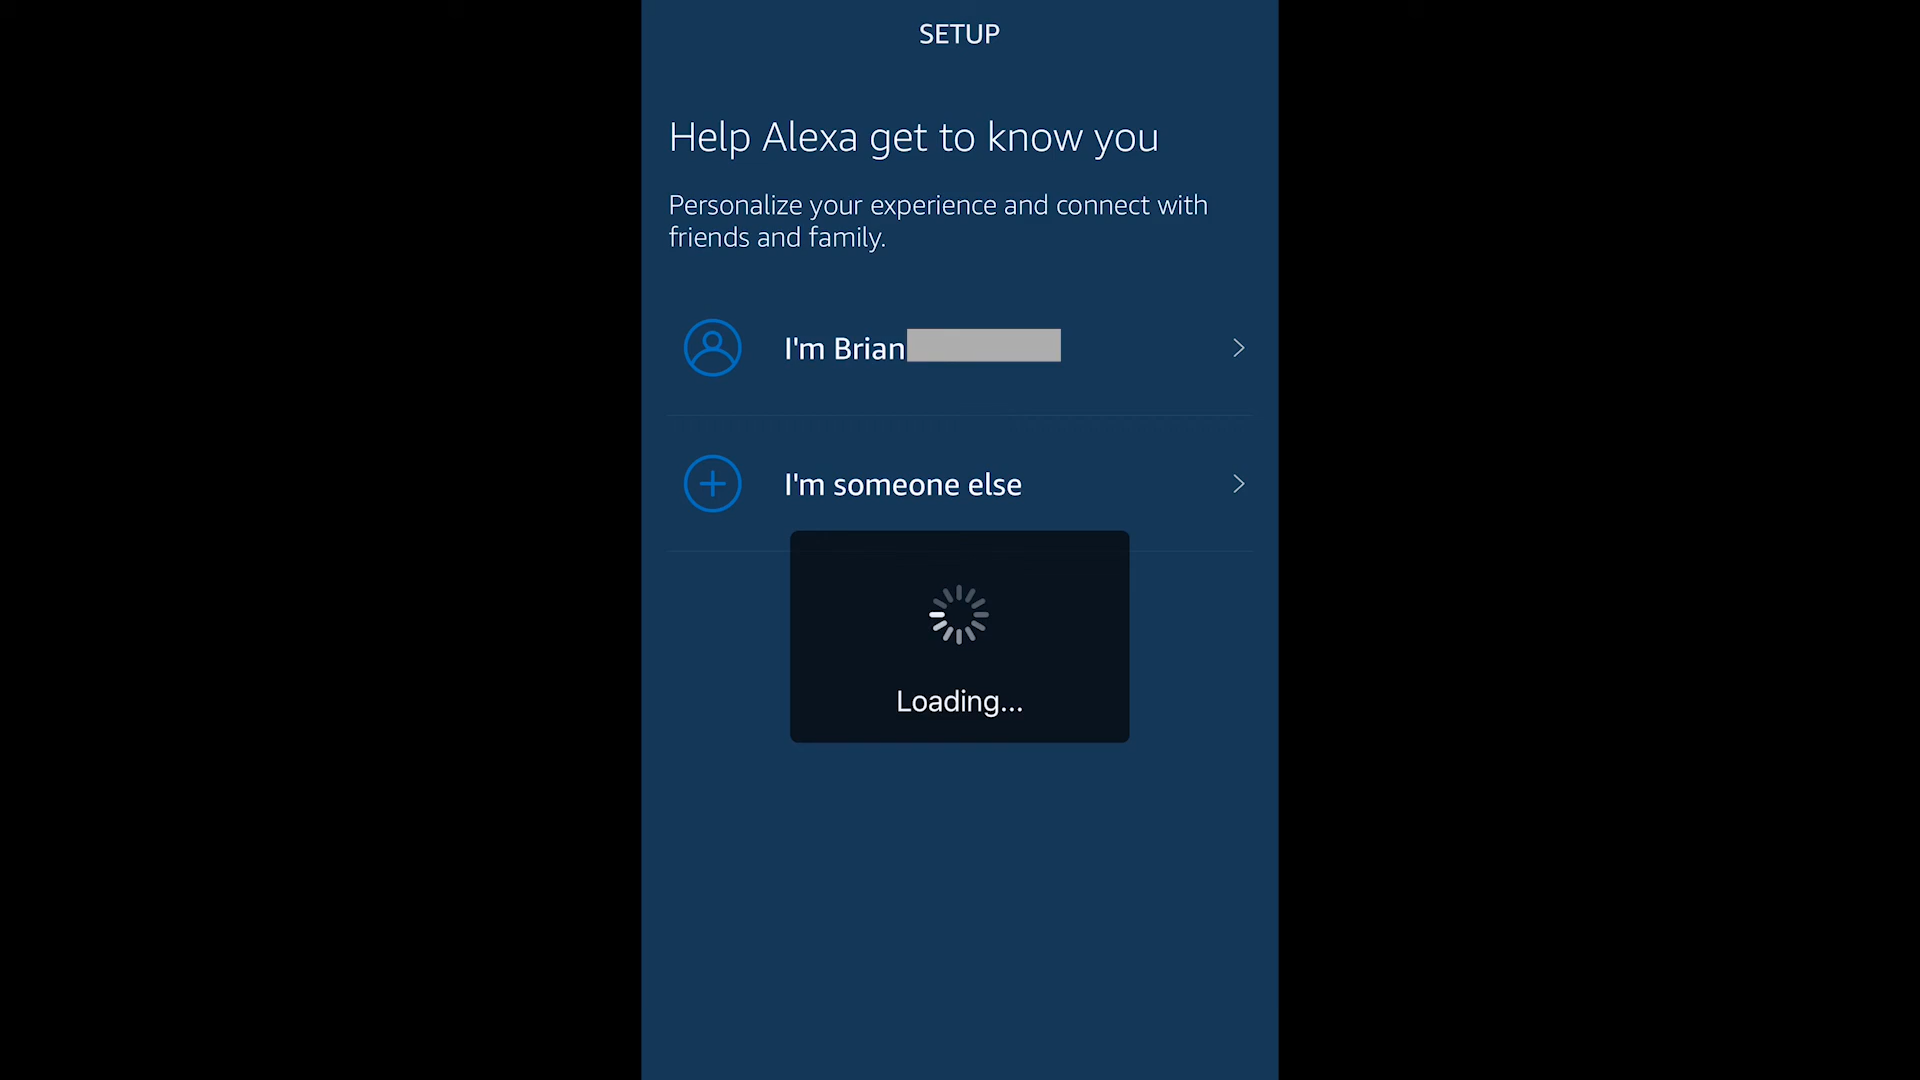 SETUP
Help Alexa get to know you
Personalize your experience and connect with
friends and family.
I'm Brian
I'm someone else
Loading...